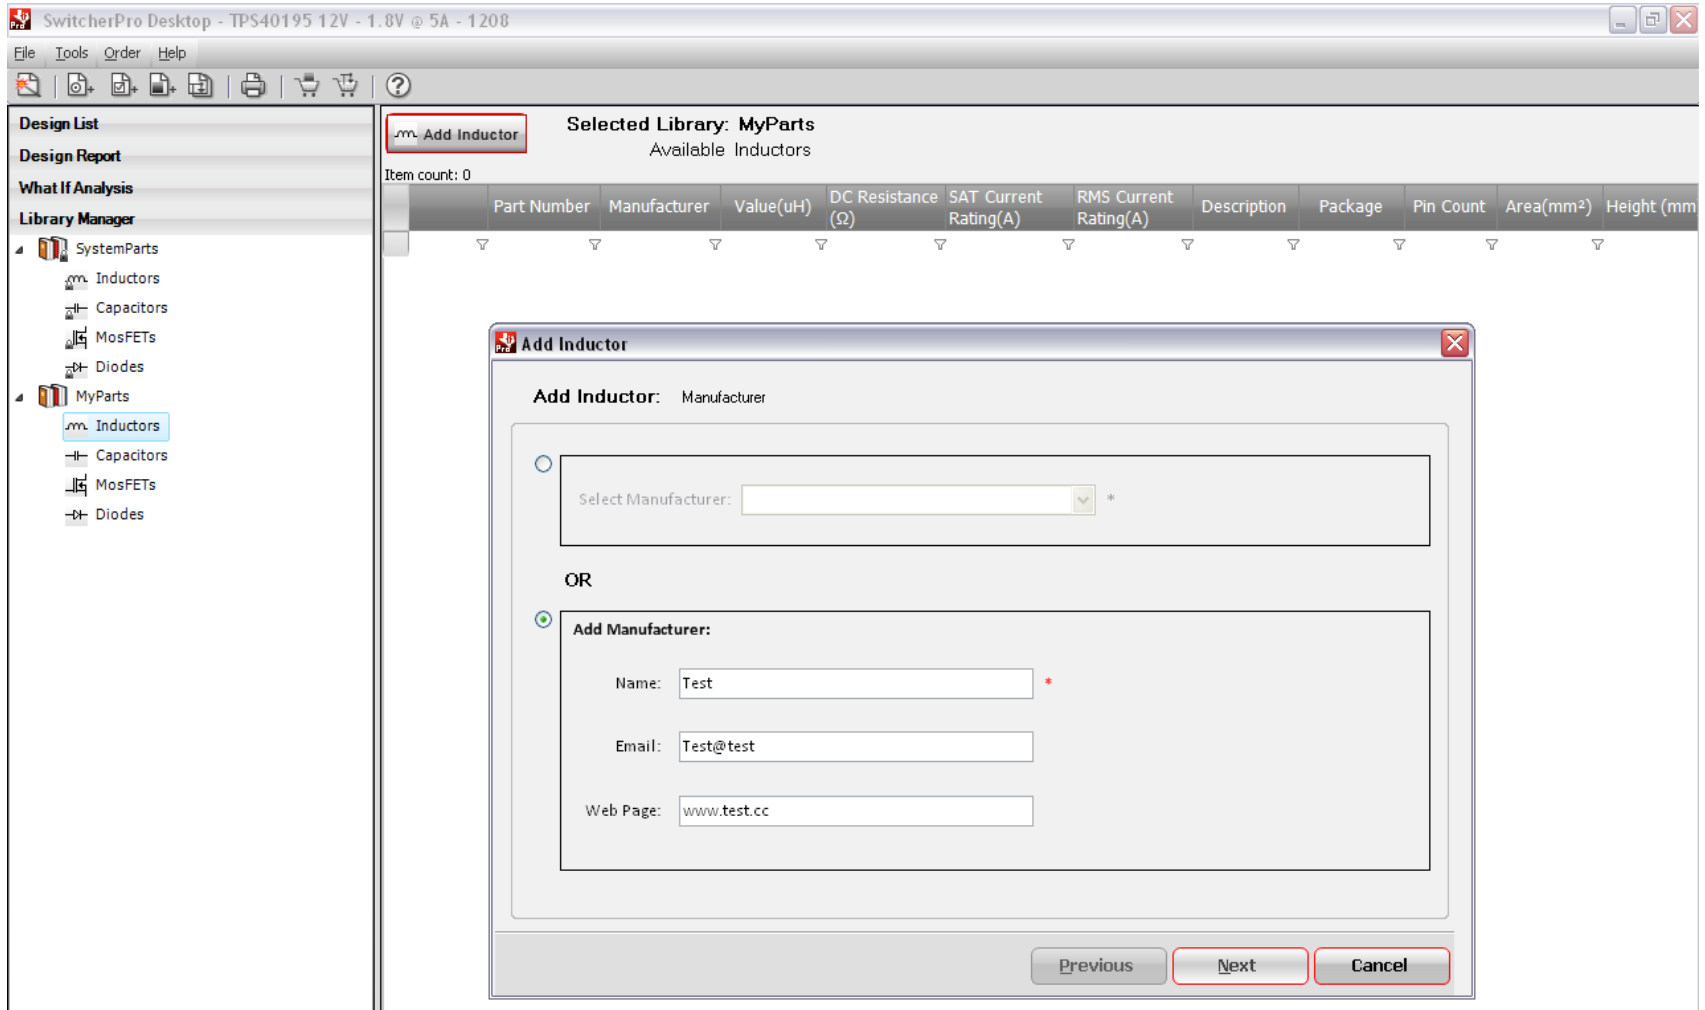 SwitcherPro Desktop - TPS40195 12V - 1.8V @ 5A - 1208
File Tools Order Help
Design List
Design Report
What If Analysis
Library Manager
SystemParts
Inductors
Capacitors
MosFETs
Diodes
MyParts
Inductors
Capacitors
MosFETs
Diodes
Add Inductor
Selected Library: MyParts
Available Inductors
Item count: 0
Part Number Manufacturer Value(uH) DC Resistance (Ω) SAT Current Rating(A) RMS Current Rating(A) Description Package Pin Count Area(mm²) Height (mm
Add Inductor
Add Inductor: Manufacturer
Select Manufacturer: *
OR
Add Manufacturer:
Name: Test *
Email: Test@test
Web Page: www.test.cc
Previous Next Cancel